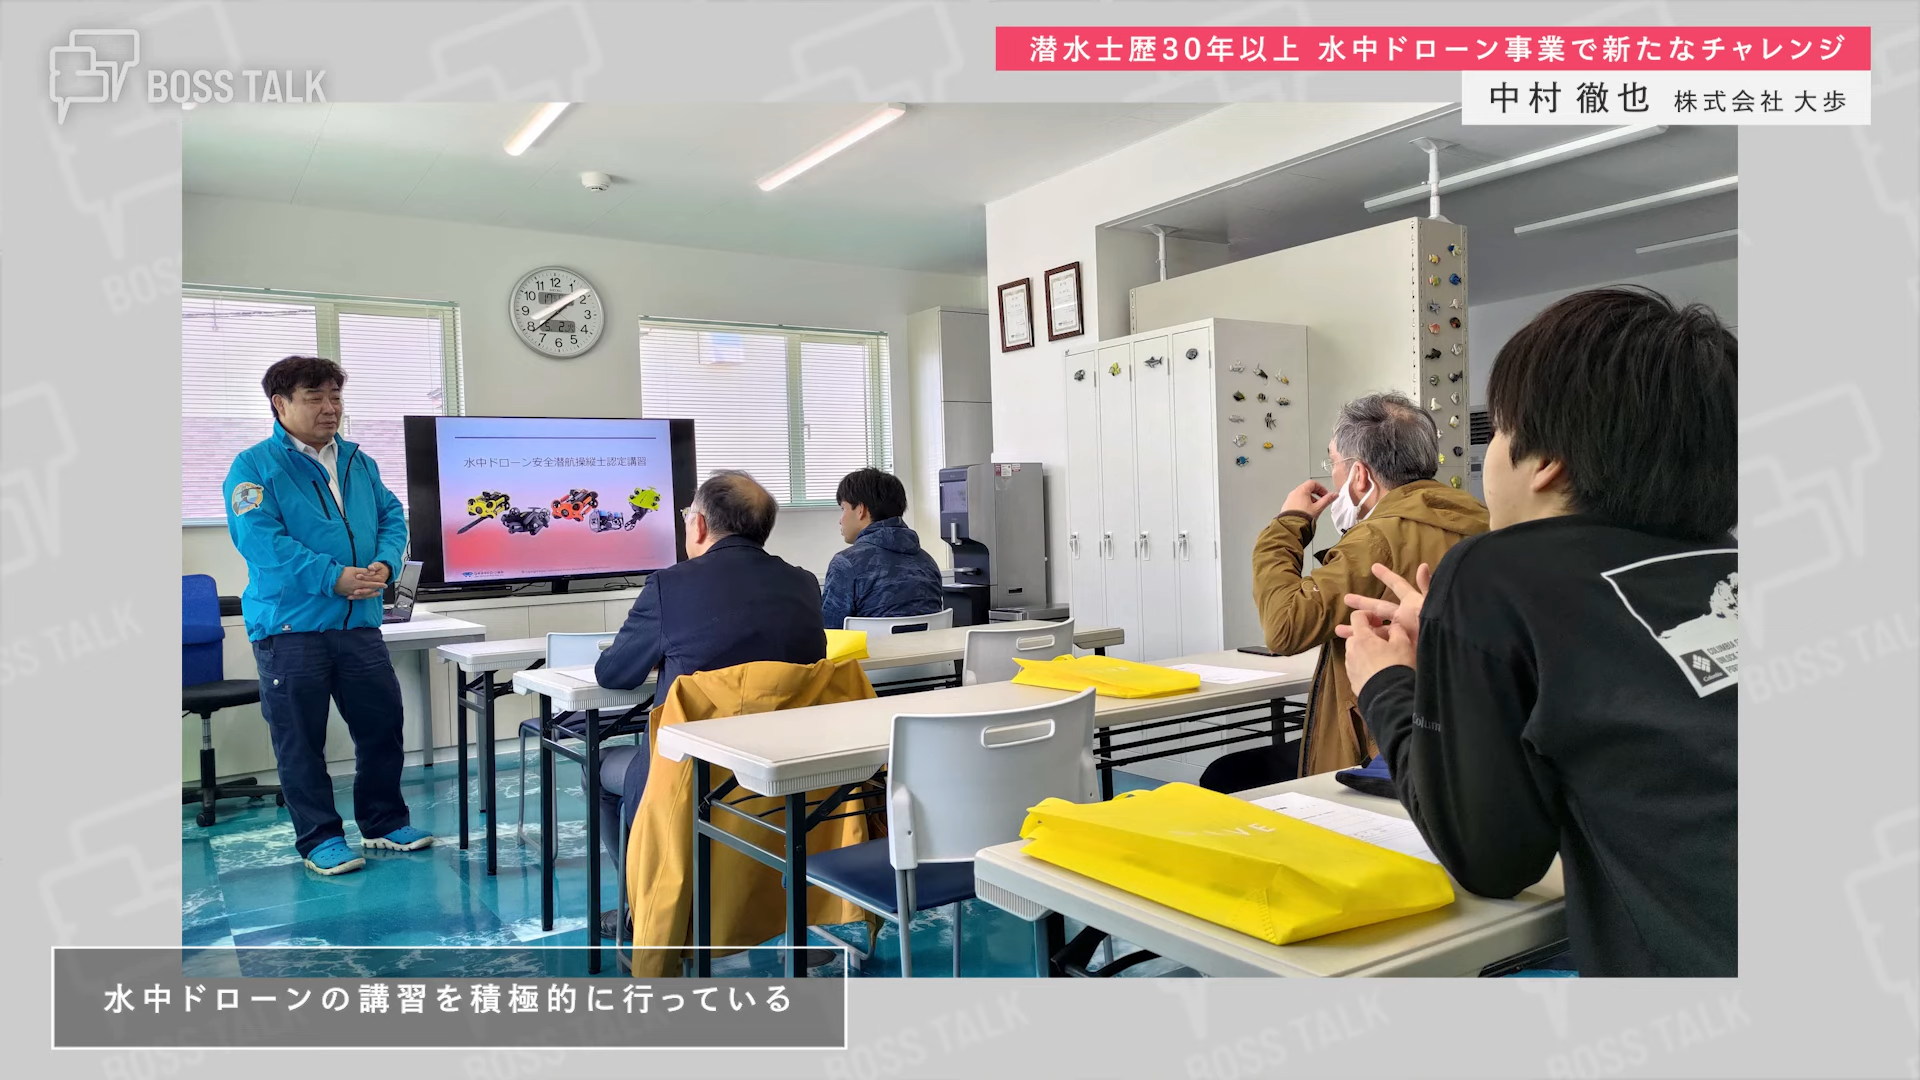 BOSS TALK
潜水士歴30年以上 水中ドローン事業で新たなチャレンジ
中村 徹也 株式会社 大歩
水中ドローン安全潜航操縦士認定講習
水中ドローンの講習を積極的に行っている